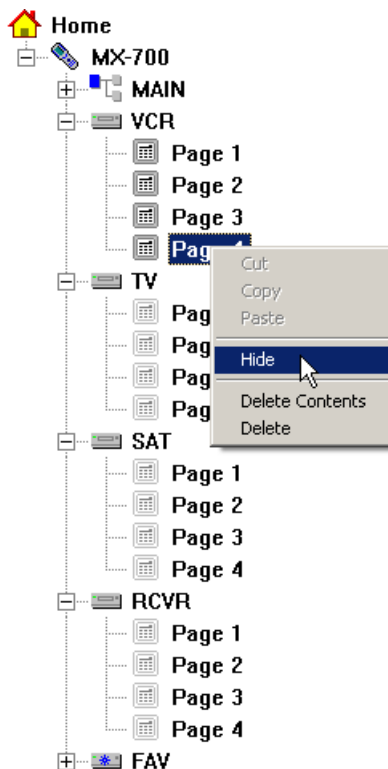 Home
MX-700
MAIN
VCR
Page 1
Page 2
Page 3
Cut
Copy
Paste
Hide
Delete Contents
Delete
TV
SAT
Page 1
Page 2
Page 3
Page 4
RCVR
Page 1
Page 2
Page 3
Page 4
FAV